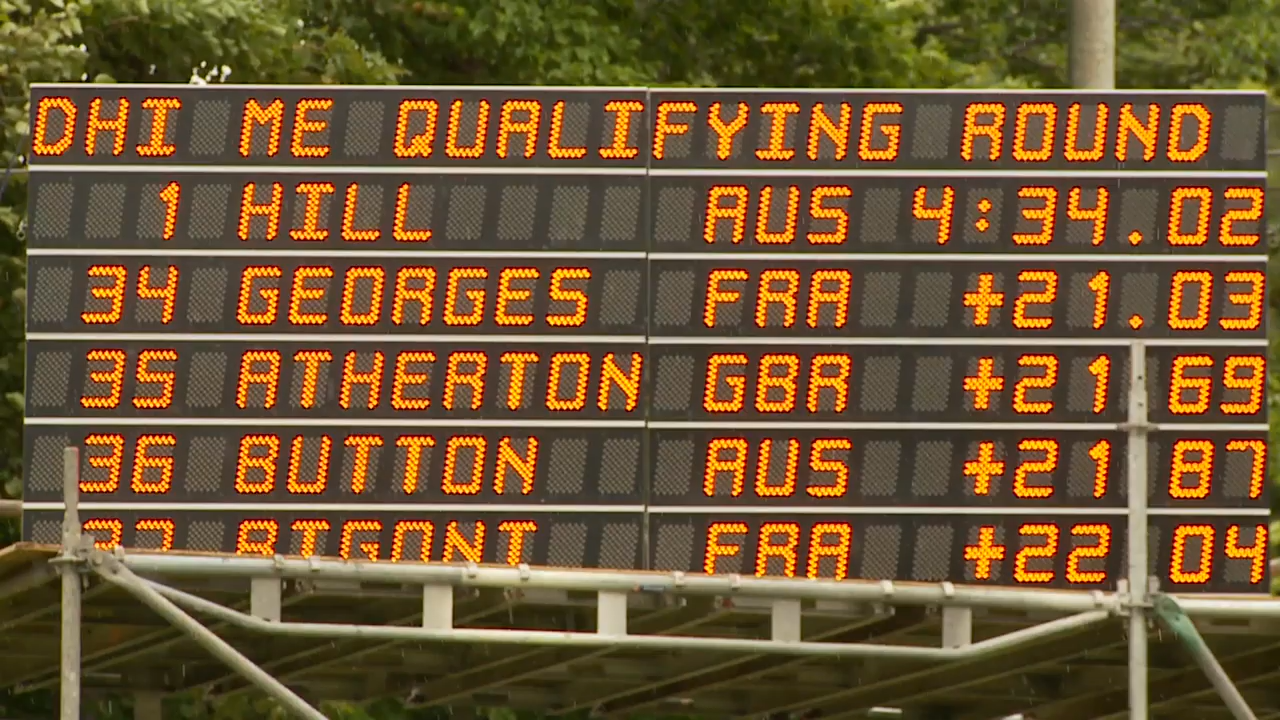 DHI ME QUALIFYING ROUND
1 HILL AUS 4:34.02
34 GEORGES FRA +21.03
35 ATHERTON GBR +21 69
36 BUTTON AUS +21 87
37 FRA +22 04